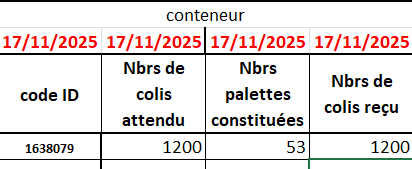 conteneur
17/11/2025 17/11/2025 17/11/2025 17/11/2025
code ID
Nbrs de
colis
attendu
Nbrs
palettes
constituées
Nbrs de
colis reçu
1638079 1200 53 1200